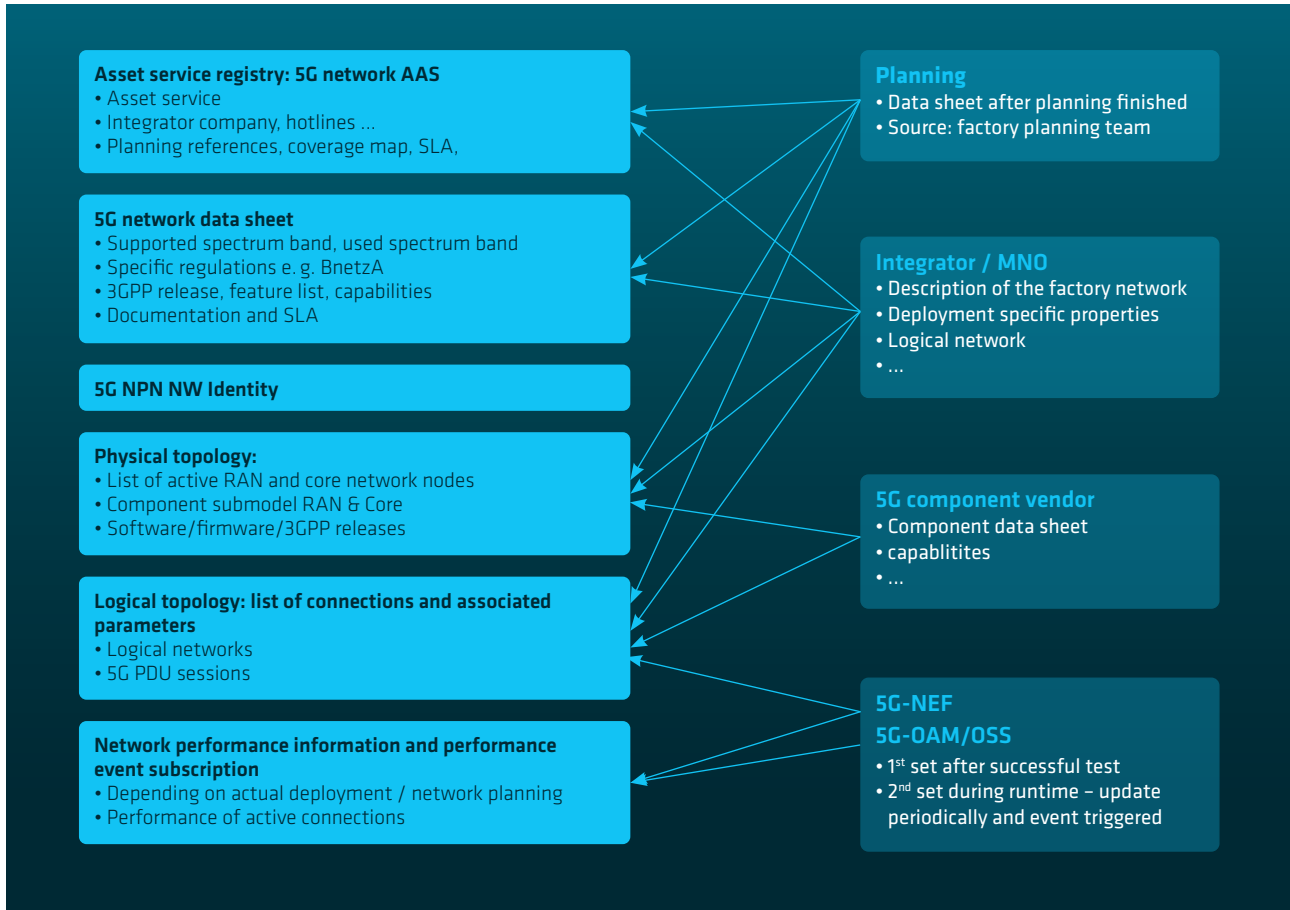 Asset service registry: 5G network AAS
• Asset service
• Integrator company, hotlines ...
• Planning references, coverage map, SLA,
5G network data sheet
• Supported spectrum band, used spectrum band
• Specific regulations e. g. BnetzA
• 3GPP release, feature list, capabilities
• Documentation and SLA
5G NPN NW Identity
Physical topology:
• List of active RAN and core network nodes
• Component submodel RAN & Core
• Software/firmware/3GPP releases
Logical topology: list of connections and associated
parameters
• Logical networks
• 5G PDU sessions
Network performance information and performance
event subscription
• Depending on actual deployment / network planning
• Performance of active connections
Planning
• Data sheet after planning finished
• Source: factory planning team
Integrator / MNO
• Description of the factory network
• Deployment specific properties
• Logical network
• ...
5G component vendor
• Component data sheet
• capablitites
• ...
5G-NEF
5G-OAM/OSS
• 1st set after successful test
• 2nd set during runtime – update
periodically and event triggered